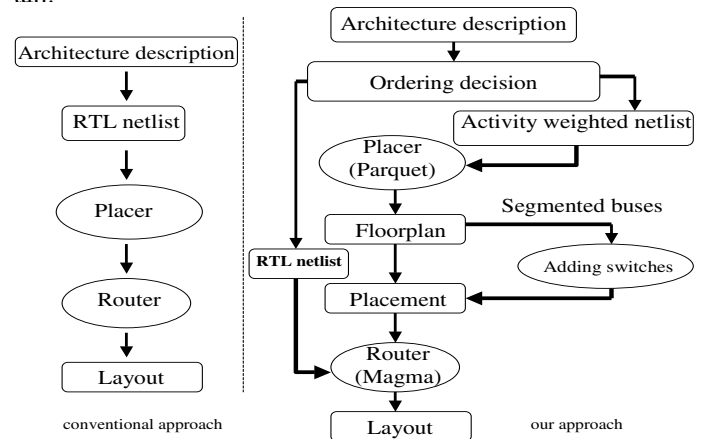 Architecture description
RTL netlist
Placer
Router
Layout
conventional approach
Architecture description
Ordering decision
Activity weighted netlist
Placer
(Parquet)
Segmented buses
Floorplan
RTL netlist
Adding switches
Placement
Router
(Magma)
Layout
our approach